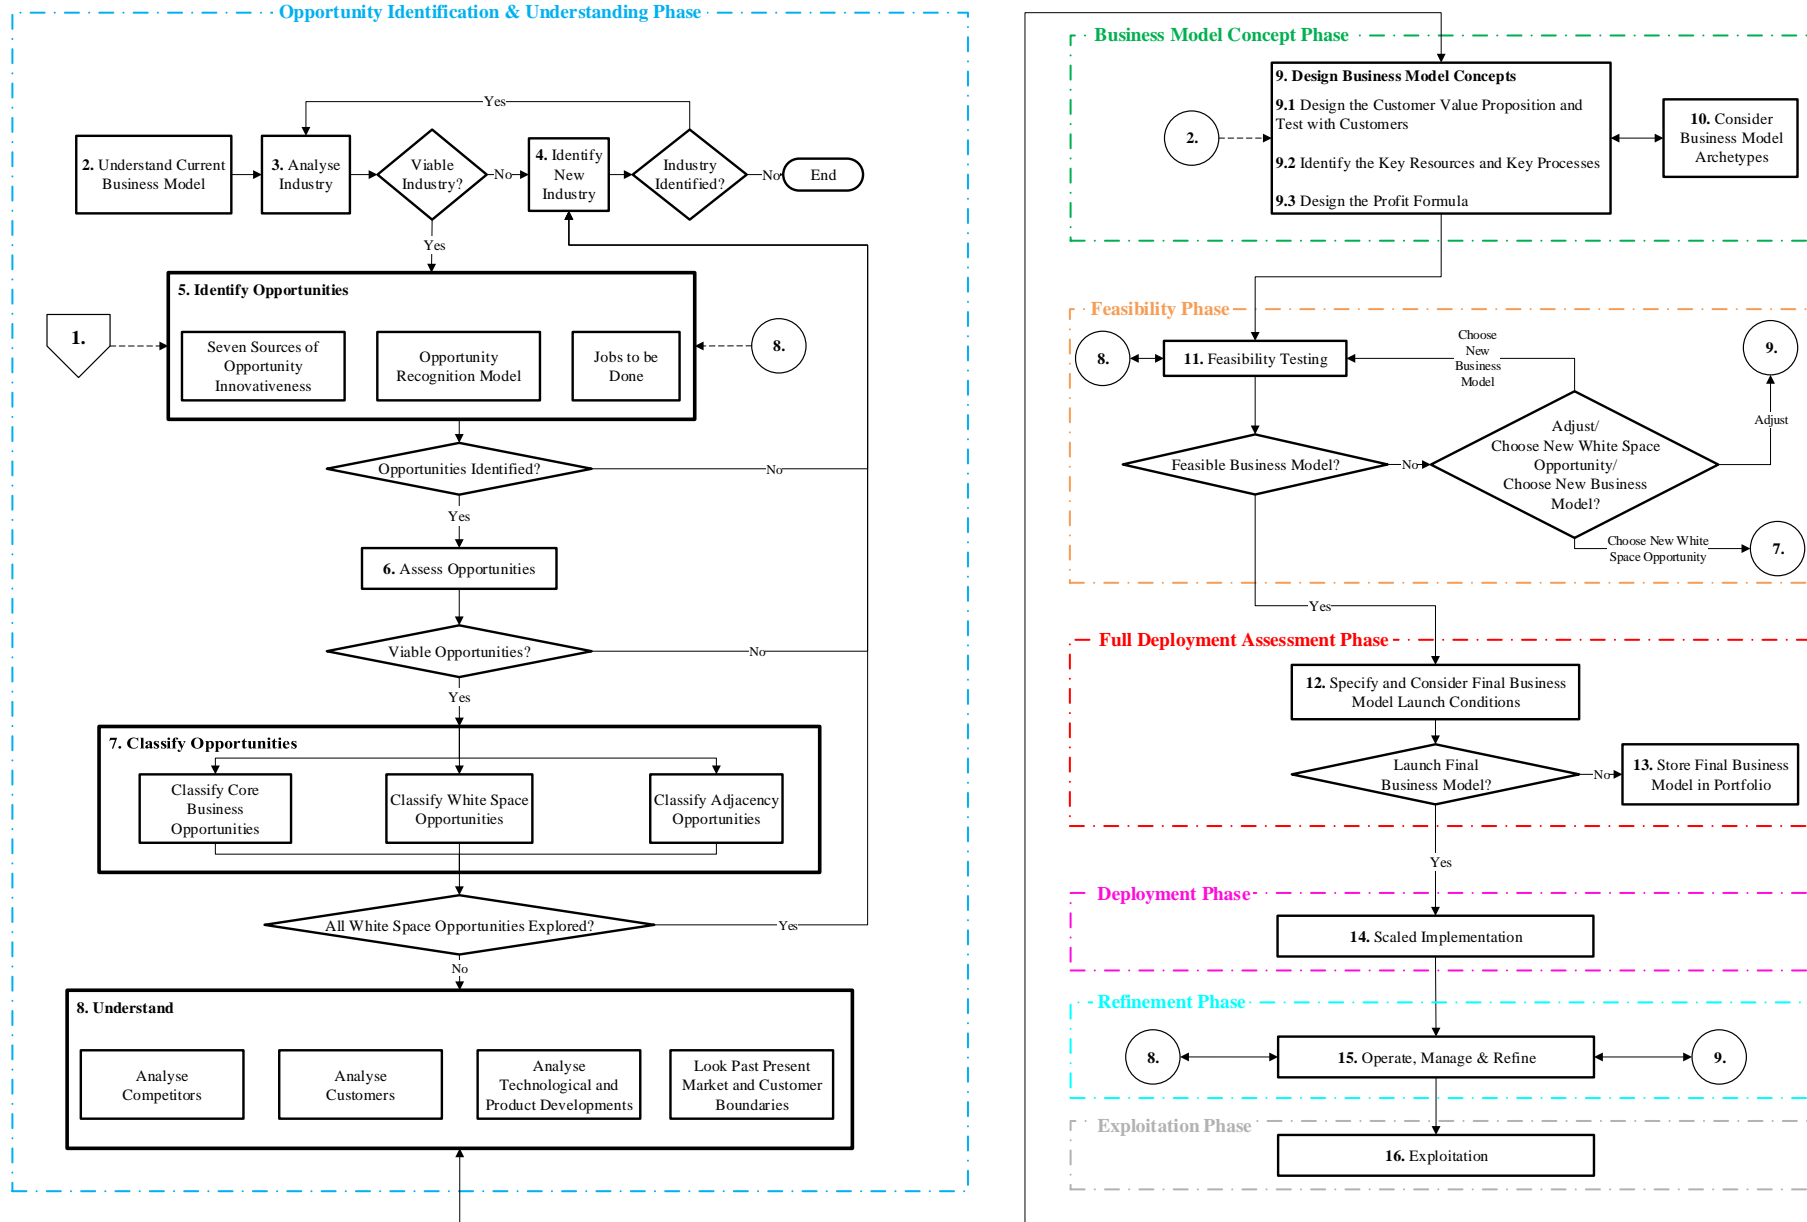 Opportunity Identification & Understanding Phase
Yes
2. Understand Current
Business Model
3. Analyse
Industry
Viable
Industry?
No
4. Identify
New
Industry
Industry
Identified?
No
End
Yes
5. Identify Opportunities
1.
Seven Sources of
Opportunity
Innovativeness
Opportunity
Recognition Model
Jobs to be
Done
8.
Opportunities Identified?
No
Yes
6. Assess Opportunities
Viable Opportunities?
No
Yes
7. Classify Opportunities
Classify Core
Business
Opportunities
Classify White Space
Opportunities
Classify Adjacency
Opportunities
All White Space Opportunities Explored?
Yes
No
8. Understand
Analyse
Competitors
Analyse
Customers
Analyse
Technological and
Product Developments
Look Past Present
Market and Customer
Boundaries
Business Model Concept Phase
9. Design Business Model Concepts
9.1 Design the Customer Value Proposition and
Test with Customers
9.2 Identify the Key Resources and Key Processes
9.3 Design the Profit Formula
2.
10. Consider
Business Model
Archetypes
Feasibility Phase
8.
11. Feasibility Testing
Choose
New
Business
Model
9.
Feasible Business Model?
No
Adjust/
Choose New White Space
Opportunity/
Choose New Business
Model?
Adjust
Choose New White
Space Opportunity
7.
Yes
Full Deployment Assessment Phase
12. Specify and Consider Final Business
Model Launch Conditions
Launch Final
Business Model?
No
13. Store Final Business
Model in Portfolio
Yes
Deployment Phase
14. Scaled Implementation
Refinement Phase
8.
15. Operate, Manage & Refine
9.
Exploitation Phase
16. Exploitation